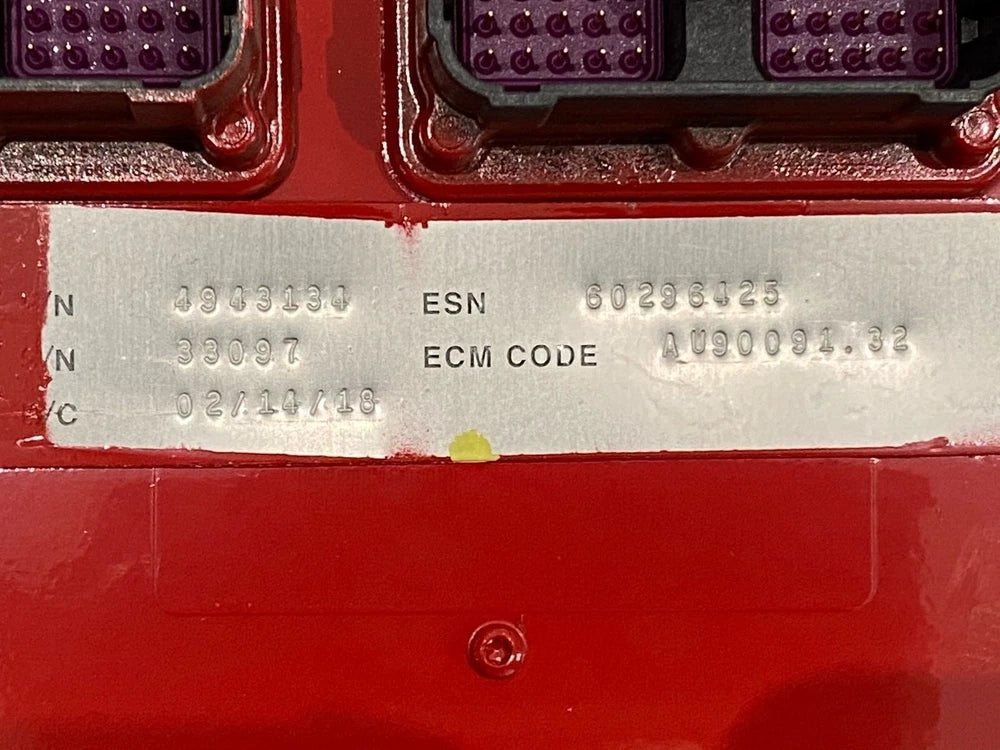 /N 4943134 ESN 60296425
/N 33097 ECM CODE AU90091.32
/C 02/14/18